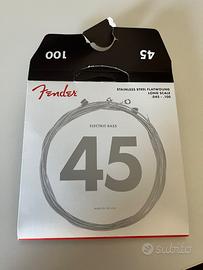 100
45
Fender
STAINLESS STEEL FLATWOUND
LONG SCALE
.045 - .100
ELECTRIC BASS
45
subito